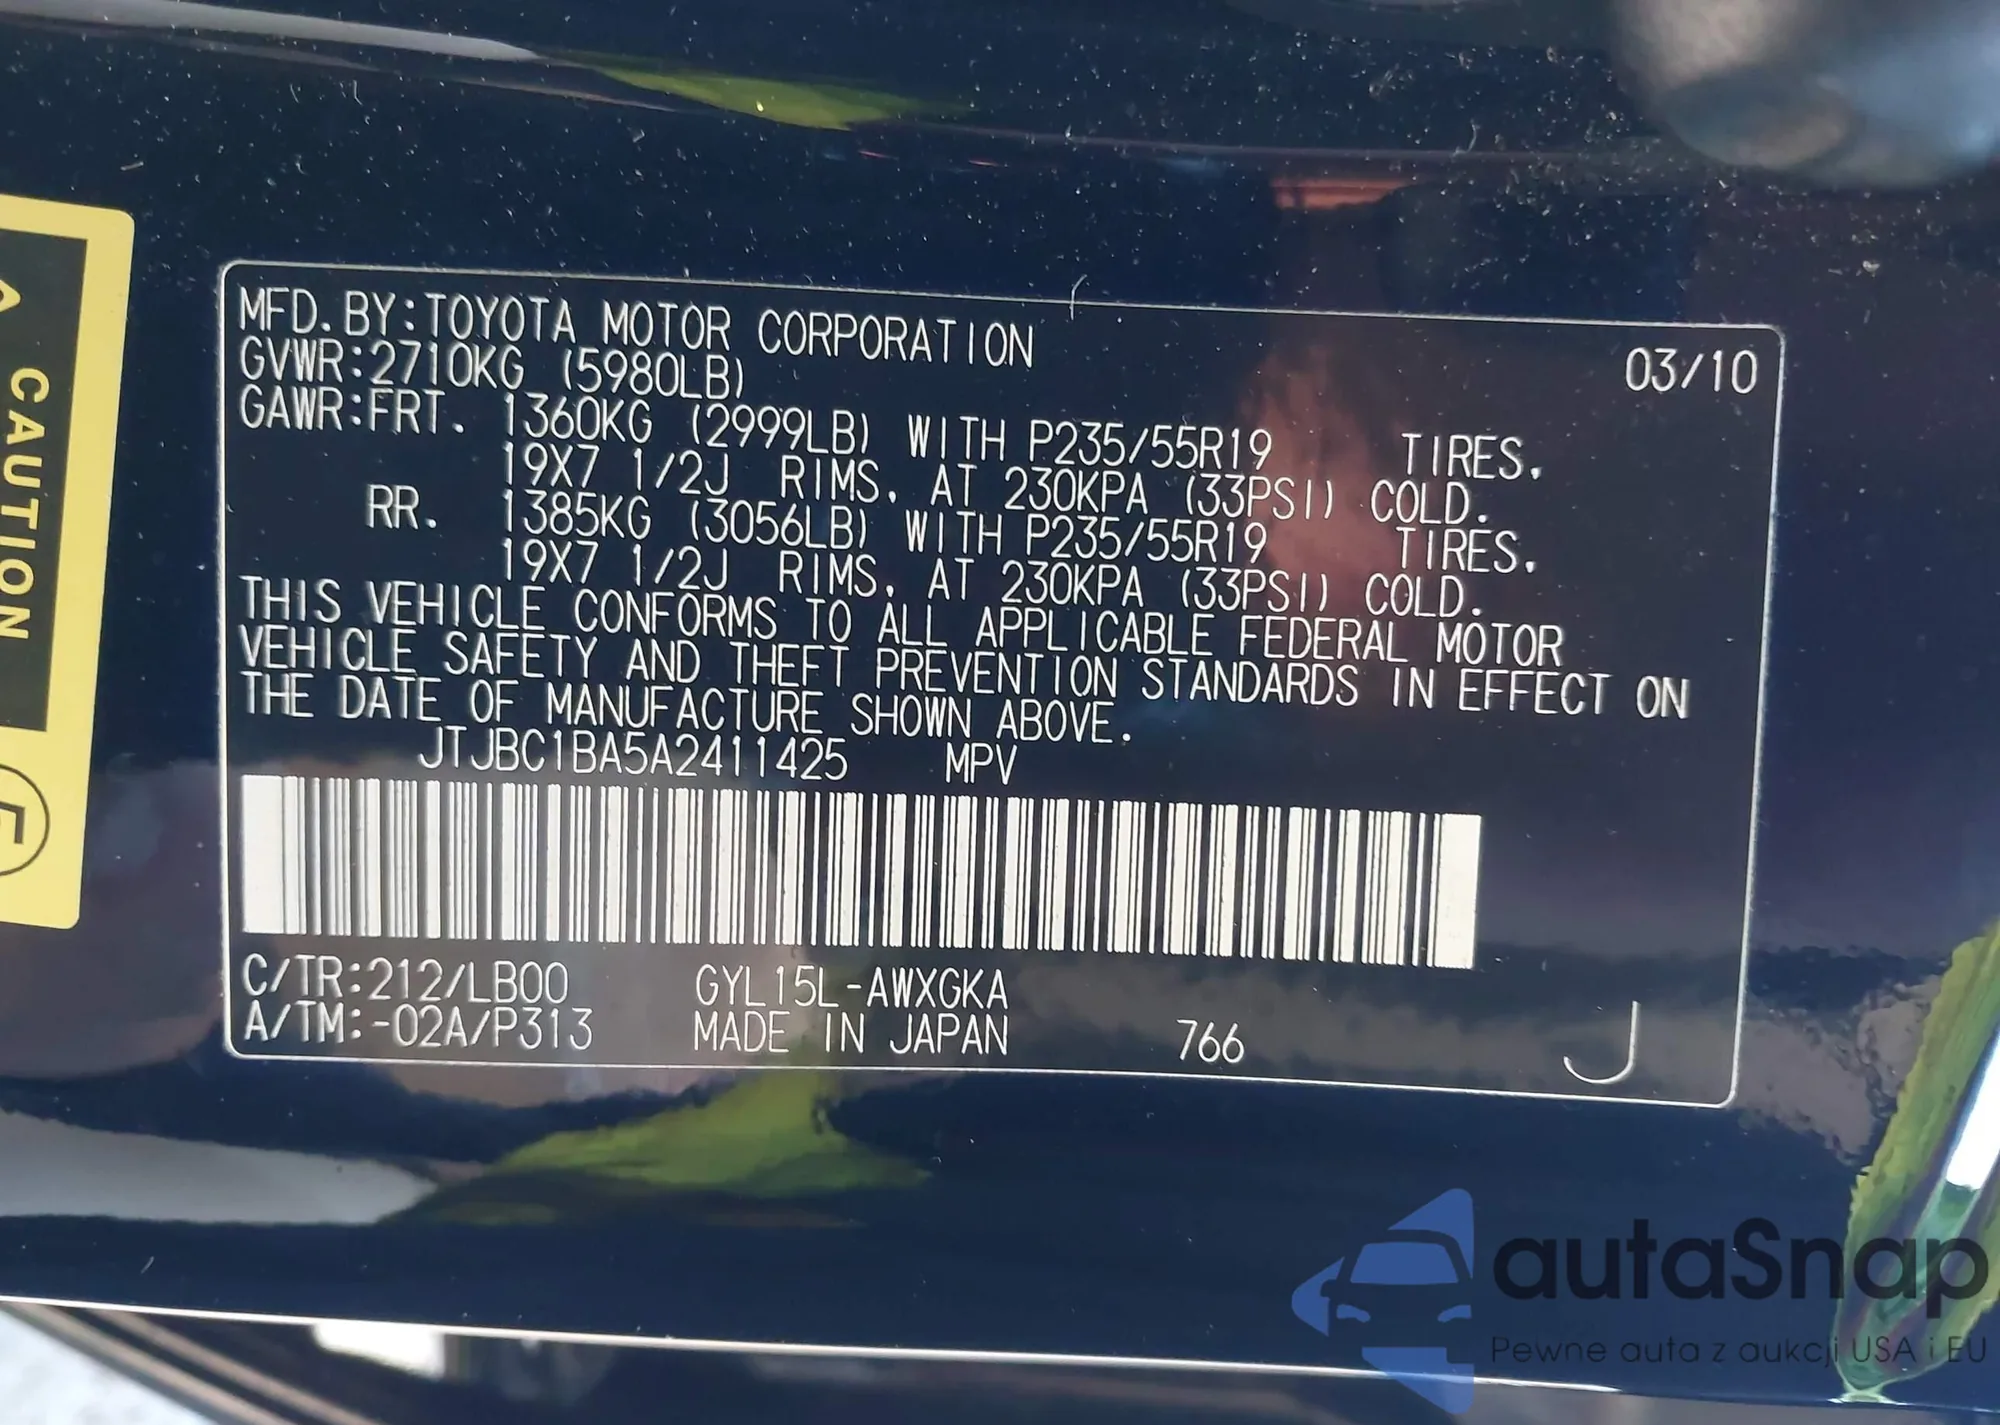 MFD.BY:TOYOTA MOTOR CORPORATION 03/10
GVWR:2710KG (5980LB)
GAWR:FRT. 1360KG (2999LB) WITH P235/55R19 TIRES.
19X7 1/2J RIMS. AT 230KPA (33PSI) COLD.
RR. 1385KG (3056LB) WITH P235/55R19 TIRES.
19X7 1/2J RIMS. AT 230KPA (33PSI) COLD.
THIS VEHICLE CONFORMS TO ALL APPLICABLE FEDERAL MOTOR
VEHICLE SAFETY AND THEFT PREVENTION STANDARDS IN EFFECT ON
THE DATE OF MANUFACTURE SHOWN ABOVE.
JTJBC1BA5A2411425 MPV
C/TR:212/LB00 GYL15L-AWXGKA
A/TM:-02A/P313 MADE IN JAPAN 766 J
CAUTION
autaSnap
Pewne auta z aukcji USA i EU